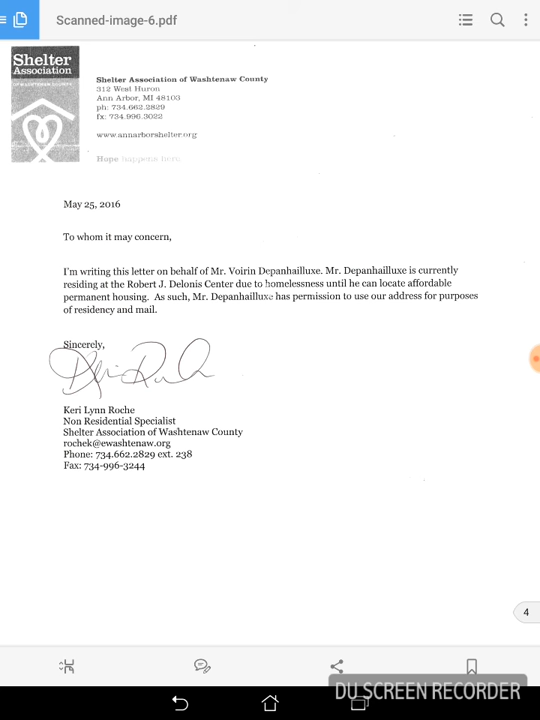 Scanned-image-6.pdf
Shelter
Association
Shelter Association of Washtenaw County
312 West Huron
Ann Arbor, MI 48103
ph: 734.662.2829
fx: 734.996.3022
www.annarborshelter.org
Hope happens here
May 25, 2016
To whom it may concern,
I'm writing this letter on behalf of Mr. Voirin Depanhailluxe. Mr. Depanhailluxe is currently
residing at the Robert J. Delonis Center due to homelessness until he can locate affordable
permanent housing. As such, Mr. Depanhailluxe has permission to use our address for purposes
of residency and mail.
Sincerely,
Keri Lynn Roche
Non Residential Specialist
Shelter Association of Washtenaw County
rochek@ewashtenaw.org
Phone: 734.662.2829 ext. 238
Fax: 734-996-3244
4
DU SCREEN RECORDER